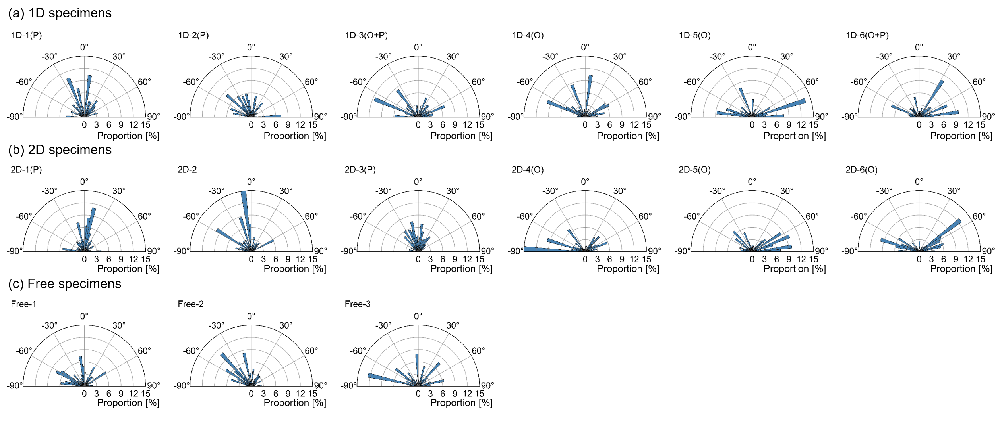 (a) 1D specimens
1D-1(P) 1D-2(P) 1D-3(O+P) 1D-4(O) 1D-5(O) 1D-6(O+P)
0° 0° 0° 0° 0° 0°
-30° 30° -30° 30° -30° 30° -30° 30° -30° 30° -30° 30°
-60° 60° -60° 60° -60° 60° -60° 60° -60° 60° -60° 60°
-90° 90° -90° 90° -90° 90° -90° 90° -90° 90° -90° 90°
0 3 6 9 12 15 0 3 6 9 12 15 0 3 6 9 12 15 0 3 6 9 12 15 0 3 6 9 12 15 0 3 6 9 12 15
Proportion [%] Proportion [%] Proportion [%] Proportion [%] Proportion [%] Proportion [%]
(b) 2D specimens
2D-1(P) 2D-2 2D-3(P) 2D-4(O) 2D-5(O) 2D-6(O)
0° 0° 0° 0° 0° 0°
-30° 30° -30° 30° -30° 30° -30° 30° -30° 30° -30° 30°
-60° 60° -60° 60° -60° 60° -60° 60° -60° 60° -60° 60°
-90° 90° -90° 90° -90° 90° -90° 90° -90° 90° -90° 90°
0 3 6 9 12 15 0 3 6 9 12 15 0 3 6 9 12 15 0 3 6 9 12 15 0 3 6 9 12 15 0 3 6 9 12 15
Proportion [%] Proportion [%] Proportion [%] Proportion [%] Proportion [%] Proportion [%]
(c) Free specimens
Free-1 Free-2 Free-3
0° 0° 0°
-30° 30° -30° 30° -30° 30°
-60° 60° -60° 60° -60° 60°
-90° 90° -90° 90° -90° 90°
0 3 6 9 12 15 0 3 6 9 12 15 0 3 6 9 12 15
Proportion [%] Proportion [%] Proportion [%]